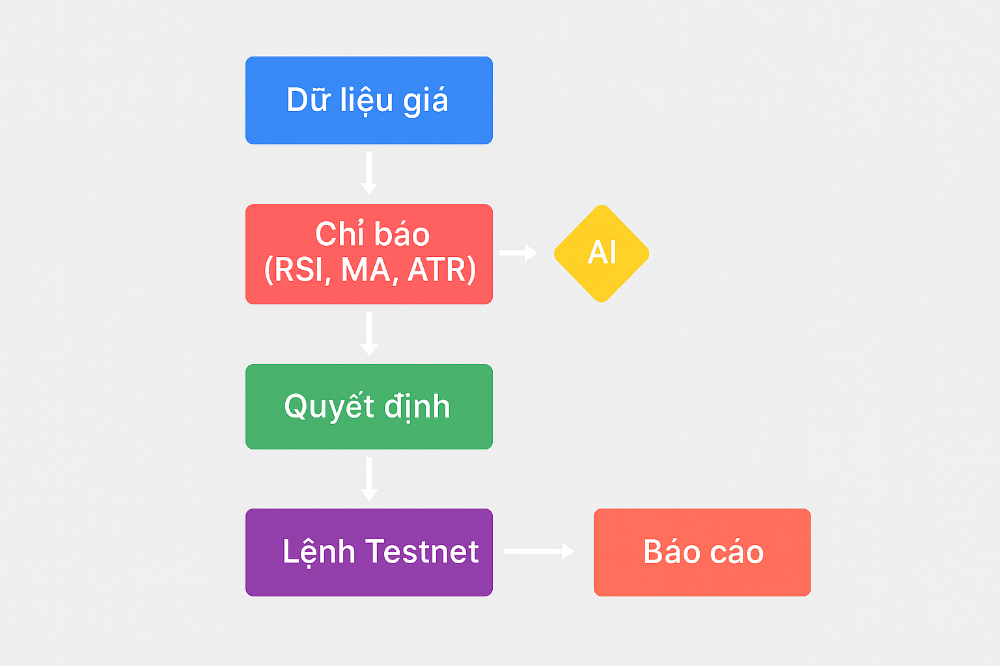 Dữ liệu giá
Chỉ báo
(RSI, MA, ATR)
AI
Quyết định
Lệnh Testnet
Báo cáo